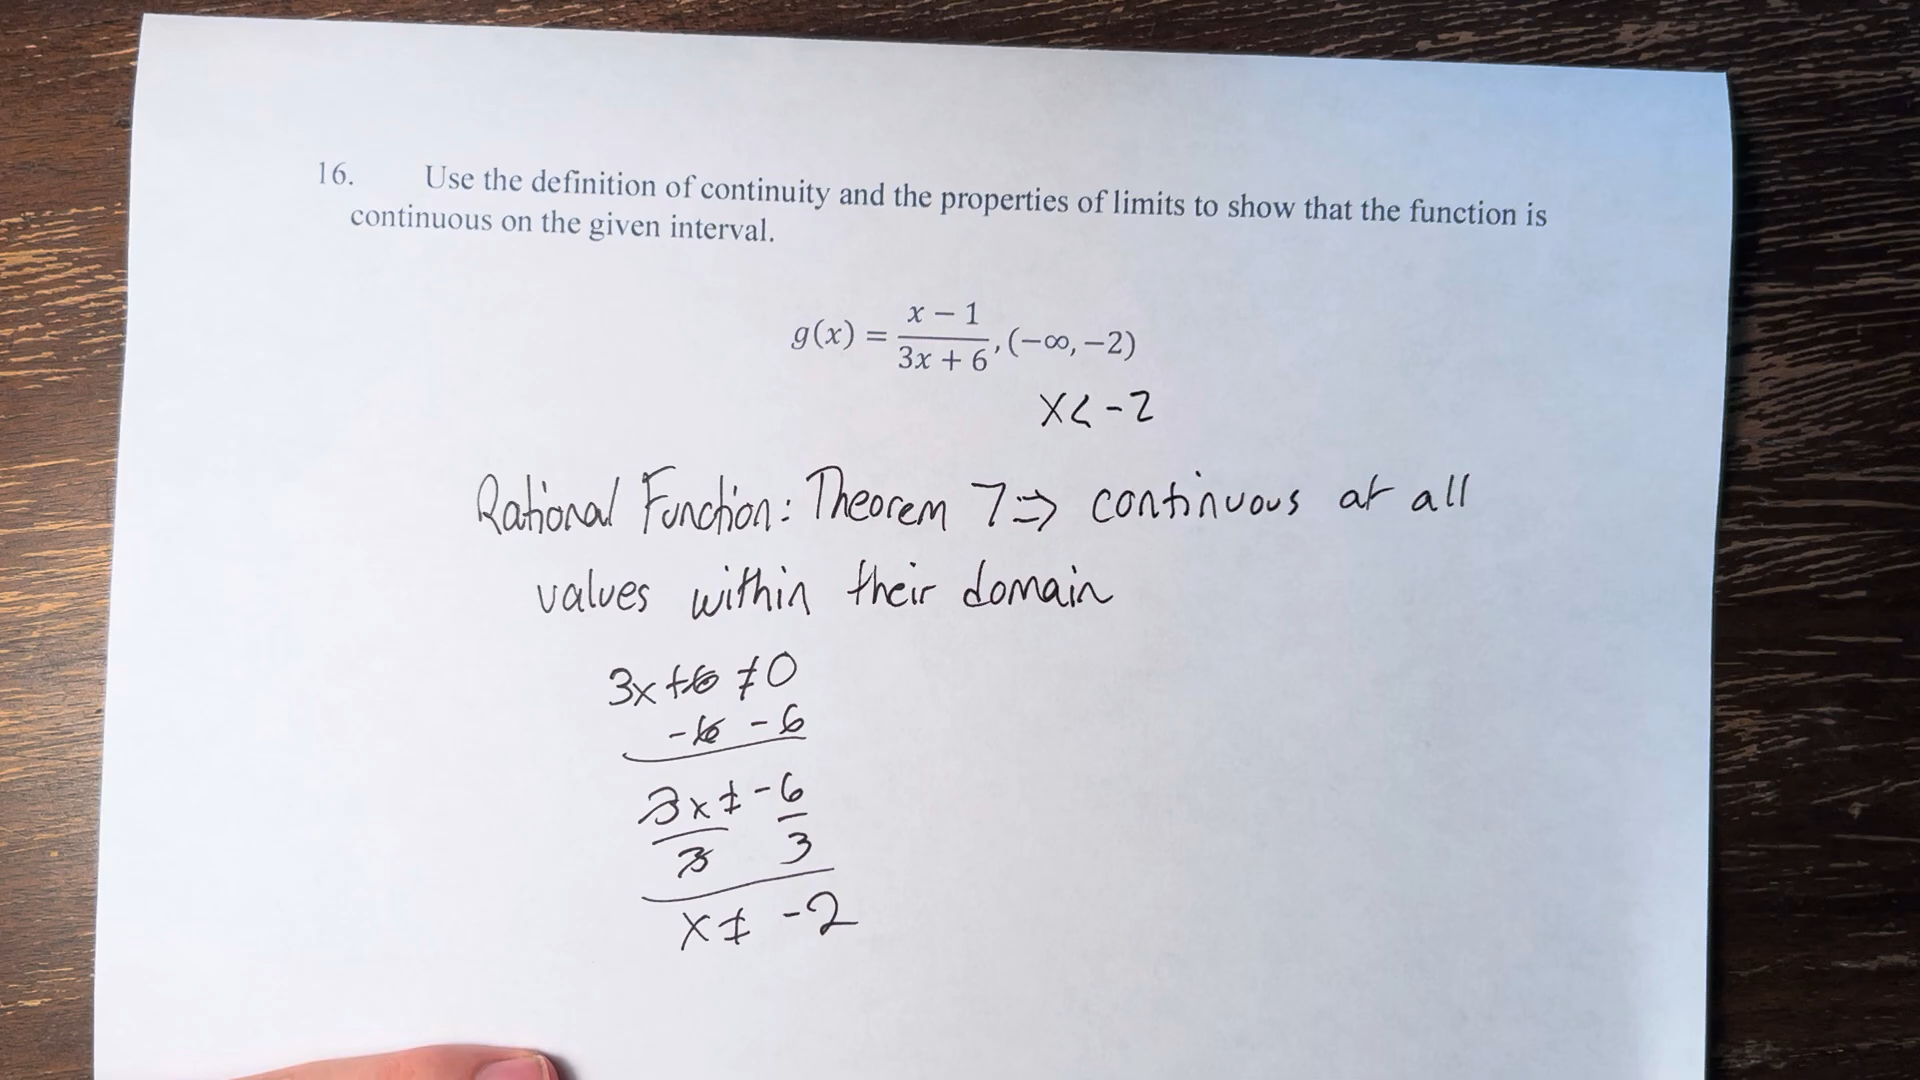 16. Use the definition of continuity and the properties of limits to show that the function is
continuous on the given interval.
g(x) = \frac{x − 1}{3x + 6}, (−∞, −2)
x < -2
Rational Function: Theorem 7 ⇒ continuous at all
values within their domain
3x + 6 ≠ 0
-6 -6
3x ≠ -6
3 3
x ≠ -2